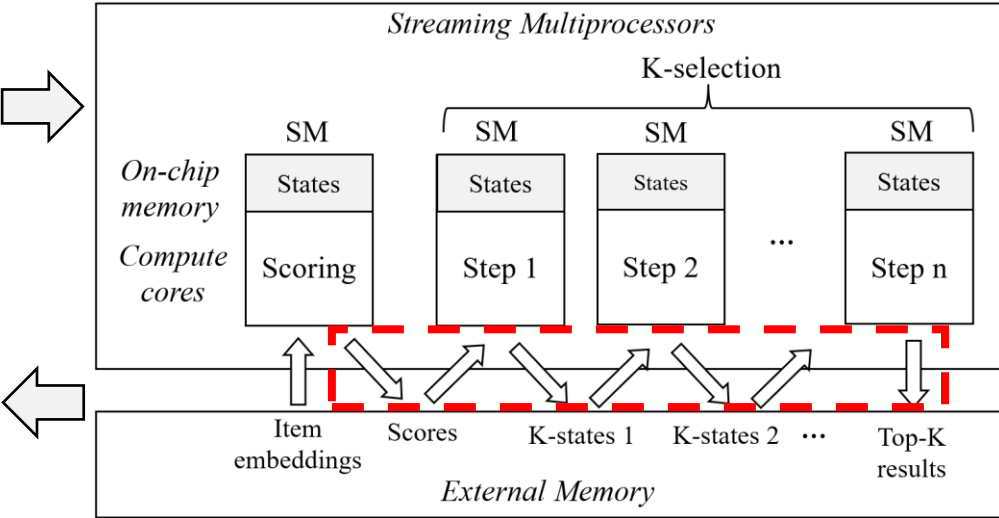 Streaming Multiprocessors
K-selection
SM
SM
SM
SM
On-chip
memory
States
States
States
States
Compute
cores
Scoring
Step 1
Step 2
...
Step n
Item
embeddings
Scores
K-states 1
K-states 2
...
Top-K
results
External Memory